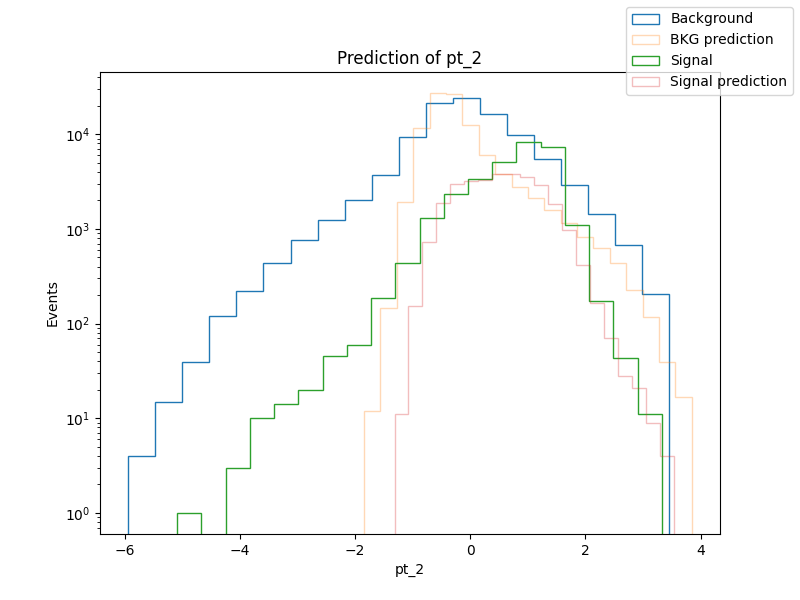 Prediction of pt_2
Background
BKG prediction
Signal
Signal prediction
Events
10⁴
10³
10²
10¹
10⁰
−6
−4
−2
0
2
4
pt_2